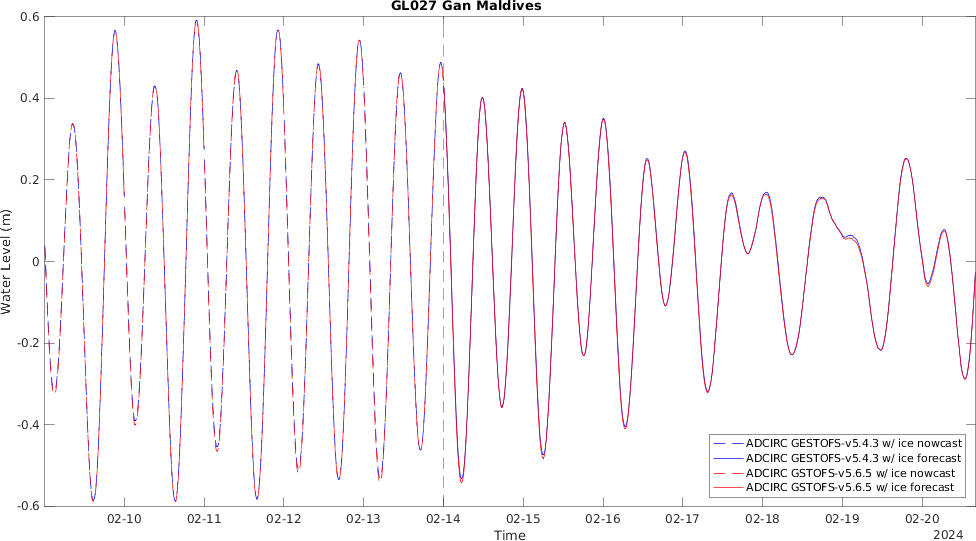 GL027 Gan Maldives
0.6
0.4
0.2
0
-0.2
-0.4
-0.6
Water Level (m)
02-10 02-11 02-12 02-13 02-14 02-15 02-16 02-17 02-18 02-19 02-20
Time
2024
ADCIRC GESTOFS-v5.4.3 w/ ice nowcast
ADCIRC GESTOFS-v5.4.3 w/ ice forecast
ADCIRC GSTOFS-v5.6.5 w/ ice nowcast
ADCIRC GSTOFS-v5.6.5 w/ ice forecast